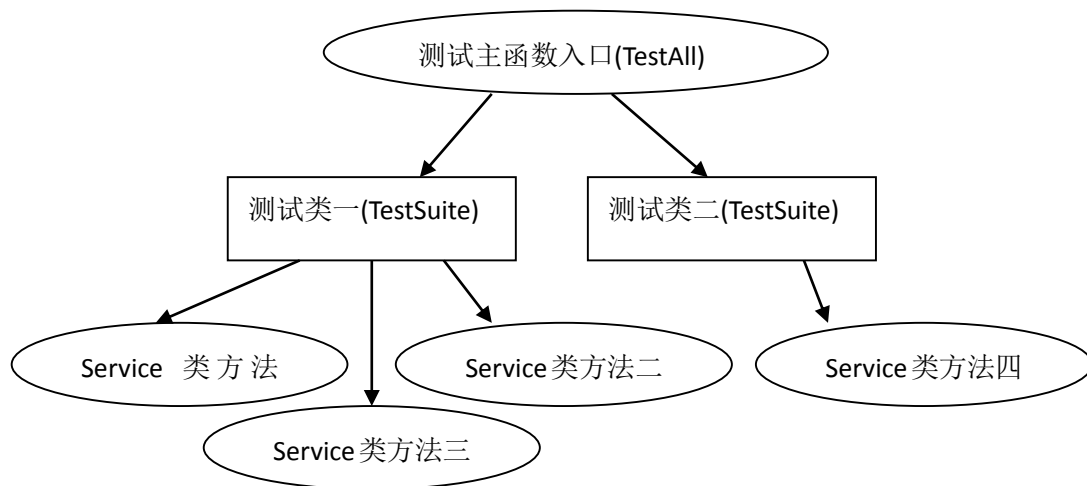 测试主函数入口(TestAll)
测试类一(TestSuite)
测试类二(TestSuite)
Service 类方法
Service类方法二
Service类方法四
Service类方法三